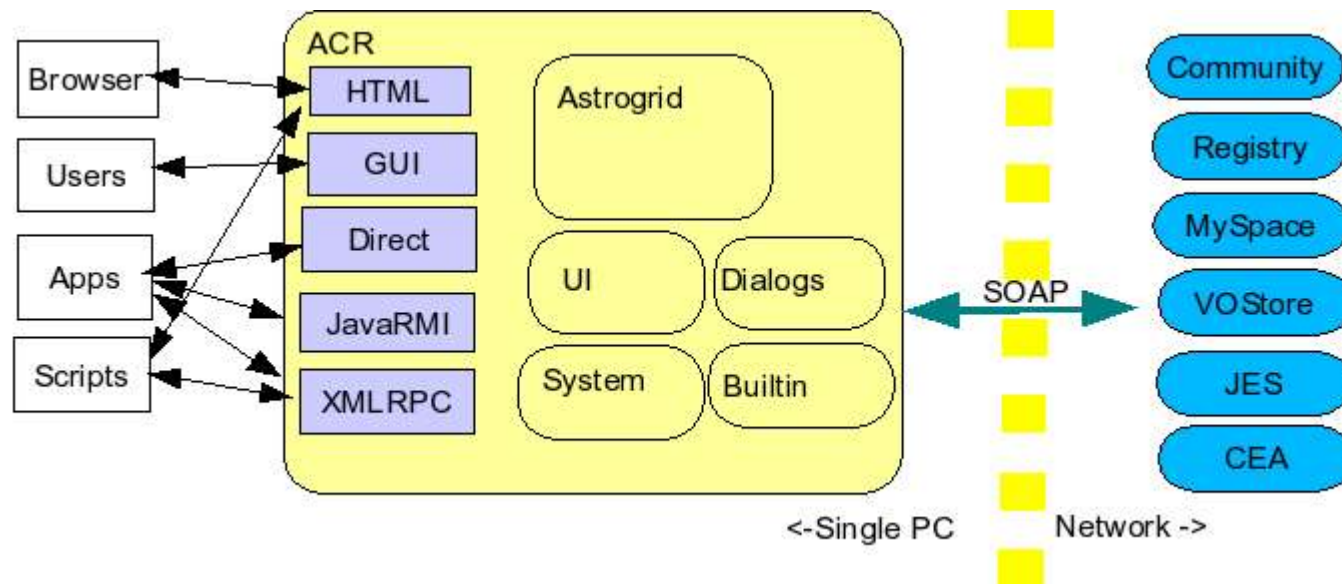 Browser
Users
Apps
Scripts
ACR
HTML
GUI
Direct
JavaRMI
XMLRPC
Astrogrid
UI
Dialogs
System
Builtin
SOAP
Community
Registry
MySpace
VOStore
JES
CEA
<-Single PC
Network ->